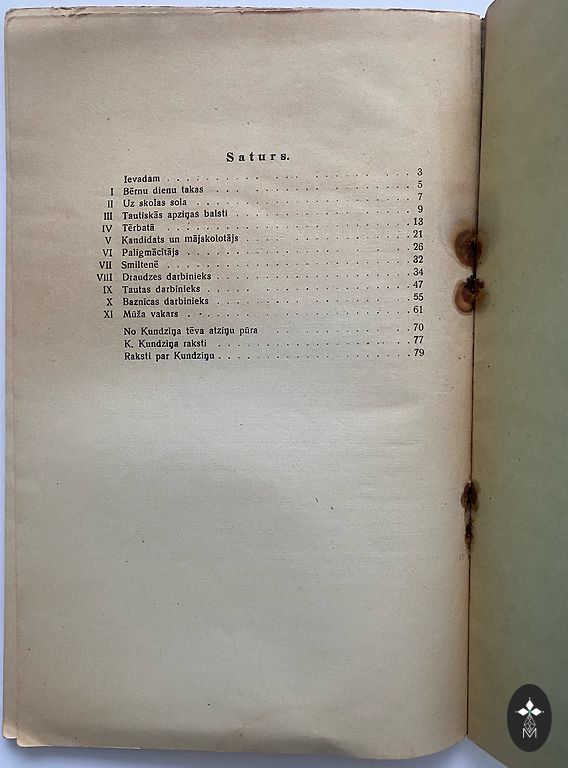 Saturs.
Ievadam . . . . . . . . . . . . . . . . . . . 3
I Bērnu dienu takas . . . . . . . . . . . . . . . 5
II Uz skolas sola . . . . . . . . . . . . . . . . 7
III Tautiskās apziņas balsti . . . . . . . . . . . . . 9
IV Tērbatā . . . . . . . . . . . . . . . . . . . 13
V Kandidats un mājskolotājs . . . . . . . . . . . . 21
VI Palīgmācītājs . . . . . . . . . . . . . . . . . 26
VII Smiltenē . . . . . . . . . . . . . . . . . . 32
VIII Draudzes darbinieks . . . . . . . . . . . . . . 34
IX Tautas darbinieks . . . . . . . . . . . . . . . 47
X Baznīcas darbinieks . . . . . . . . . . . . . . 55
XI Mūža vakars . . . . . . . . . . . . . . . . . 61
No Kundziņa tēva atziņu pūra . . . . . . . . . . . 70
K. Kundziņa raksti . . . . . . . . . . . . . . . 77
Raksti par Kundziņu . . . . . . . . . . . . . . . 79
M